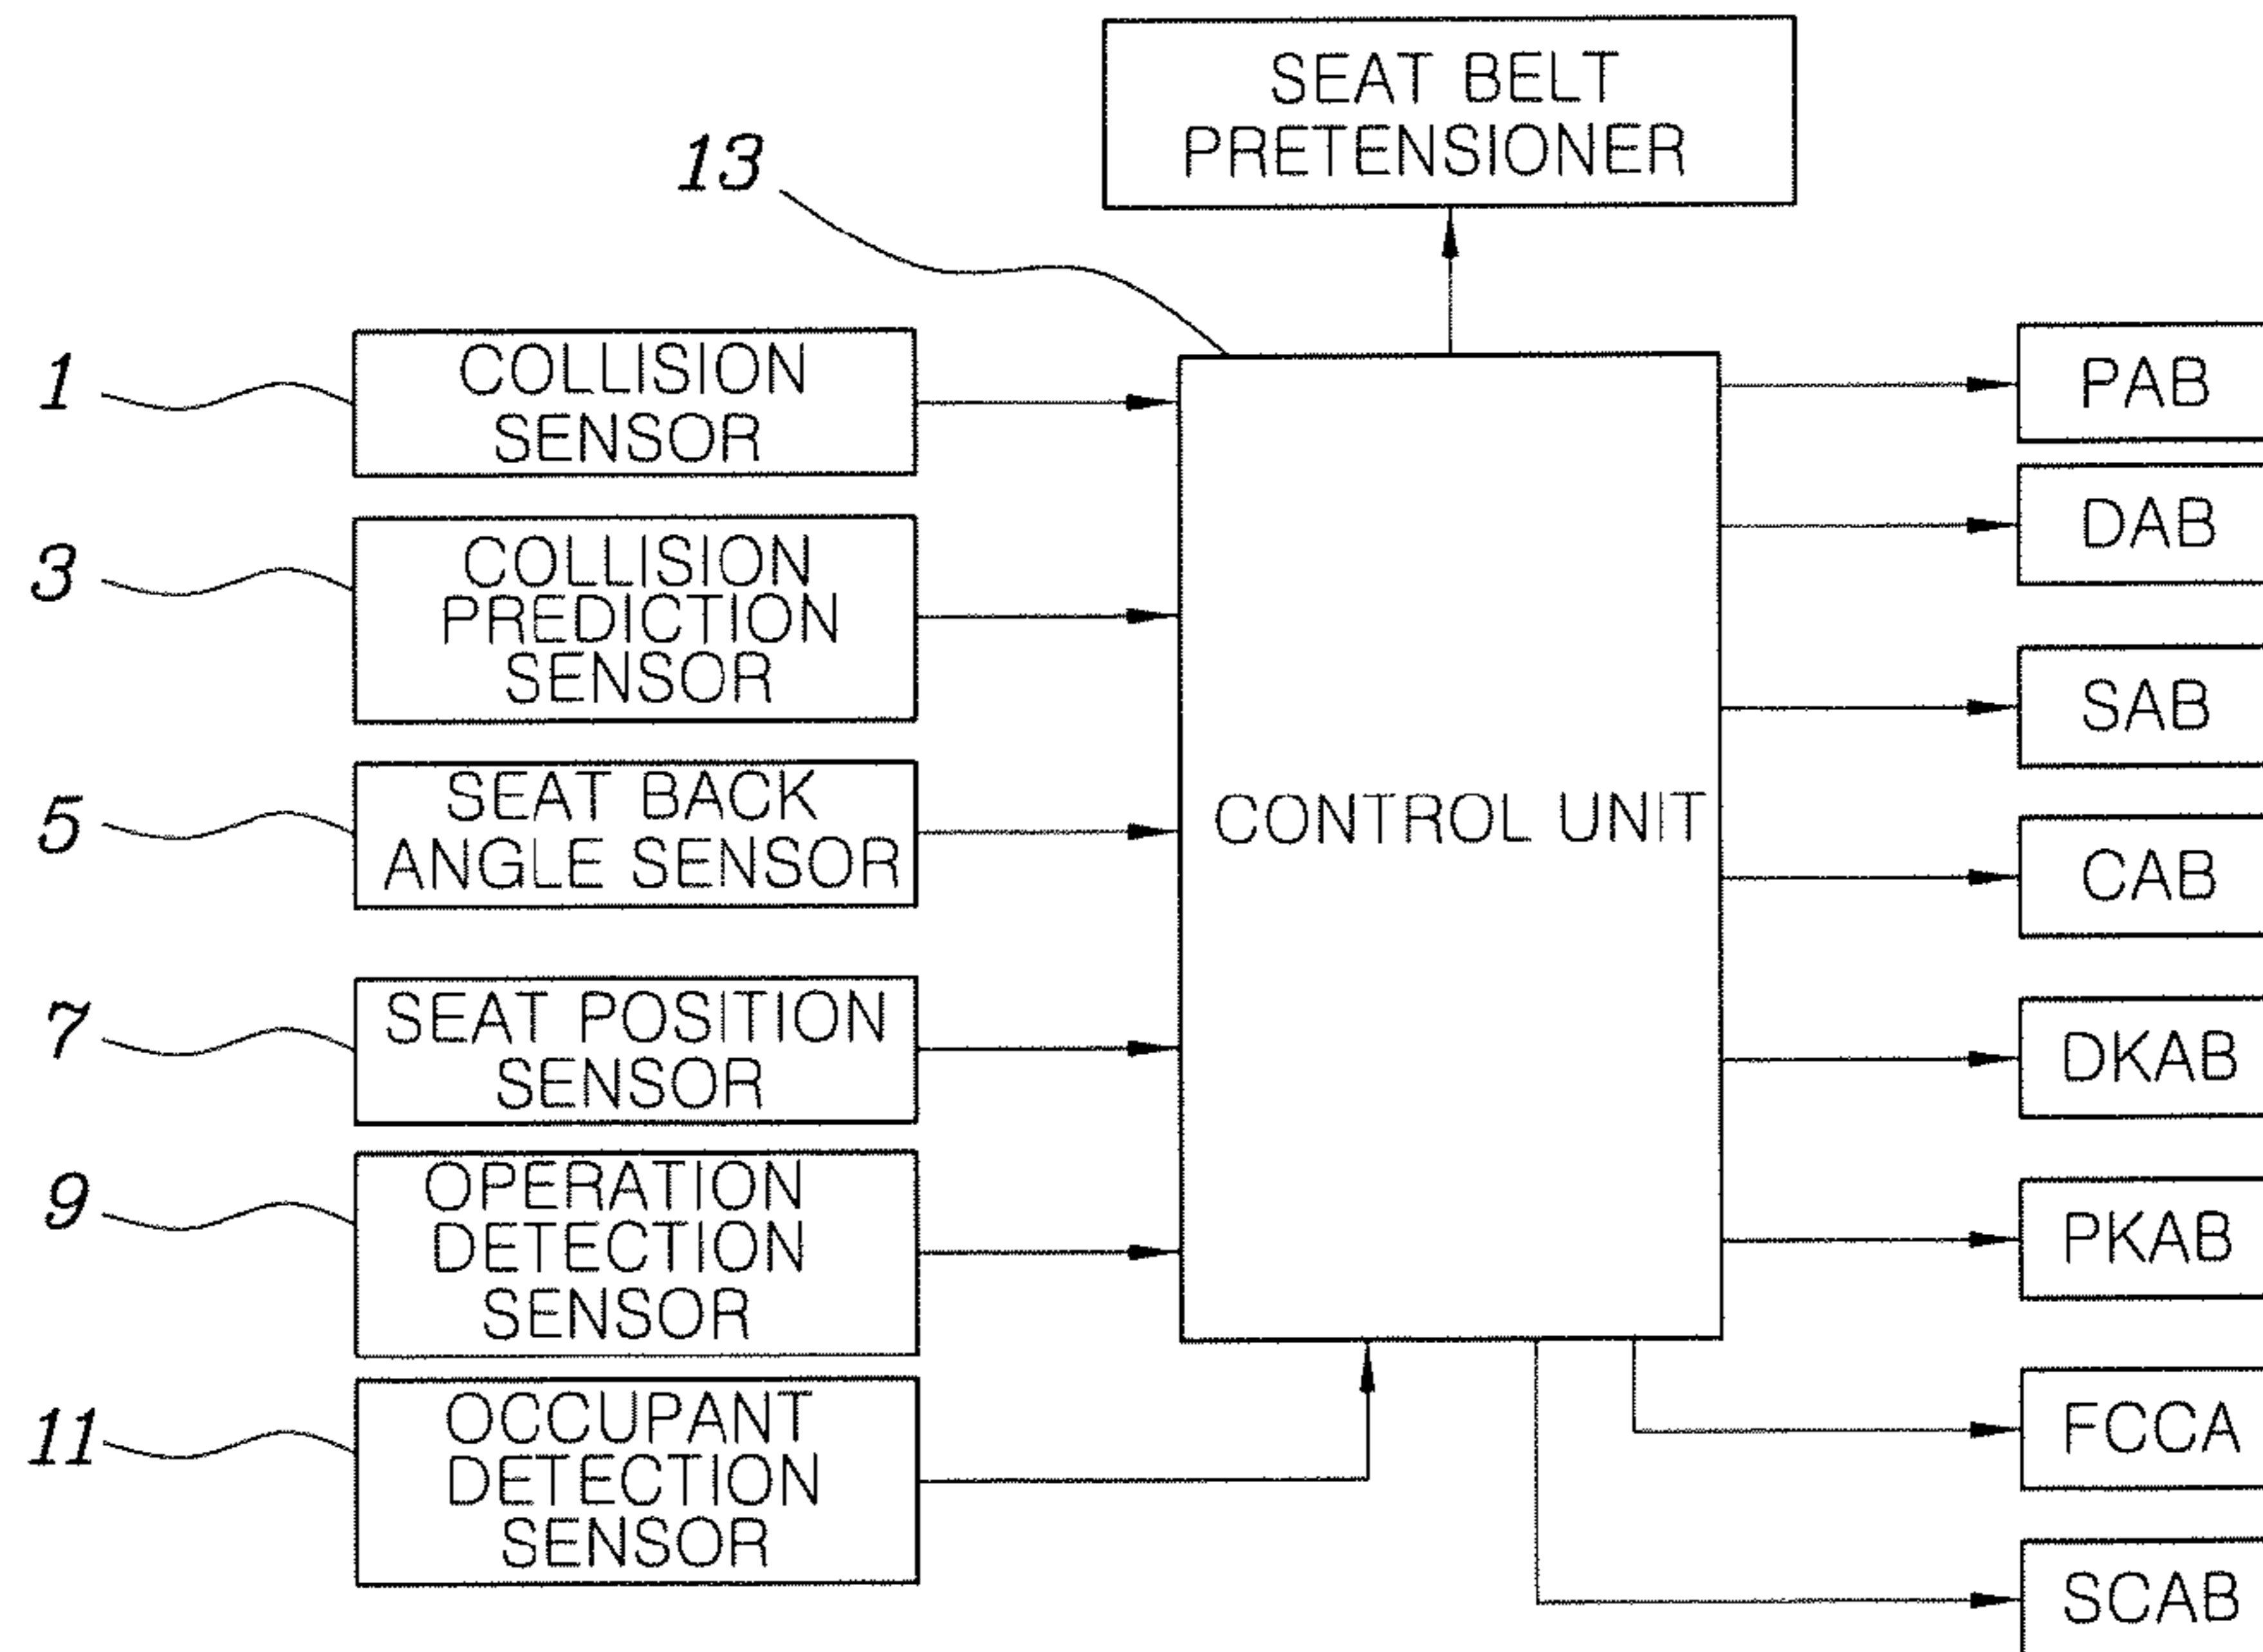 SEAT BELT
PRETENSIONER
13
1
COLLISION
SENSOR
3
COLLISION
PREDICTION
SENSOR
5
SEAT BACK
ANGLE SENSOR
7
SEAT POSITION
SENSOR
9
OPERATION
DETECTION
SENSOR
11
OCCUPANT
DETECTION
SENSOR
CONTROL UNIT
PAB
DAB
SAB
CAB
DKAB
PKAB
FCCA
SCAB